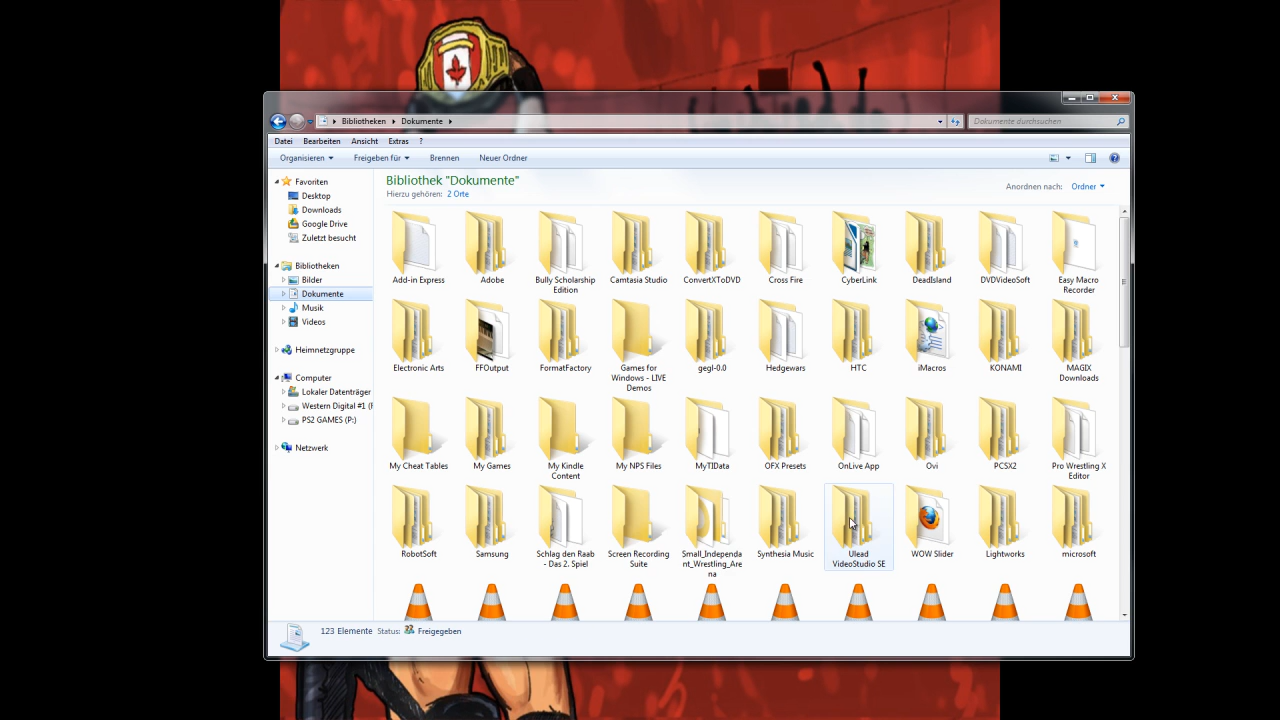 Bibliotheken Dokumente
Dokumente durchsuchen
Datei Bearbeiten Ansicht Extras ?
Organisieren Freigeben für Brennen Neuer Ordner
Favoriten
Desktop
Downloads
Google Drive
Zuletzt besucht
Bibliotheken
Bilder
Dokumente
Musik
Videos
Heimnetzgruppe
Computer
Lokaler Datenträger
Western Digital #1 (F
PS2 GAMES (P:)
Netzwerk
Bibliothek "Dokumente"
Hierzu gehören: 2 Orte
Anordnen nach: Ordner
Add-in Express
Adobe
Bully Scholarship
Edition
Camtasia Studio
ConvertXToDVD
Cross Fire
CyberLink
DeadIsland
DVDVideoSoft
Easy Macro
Recorder
Electronic Arts
FFOutput
FormatFactory
Games for
Windows - LIVE
Demos
gegl-0.0
Hedgewars
HTC
iMacros
KONAMI
MAGIX
Downloads
My Cheat Tables
My Games
My Kindle
Content
My NPS Files
MyTIData
OFX Presets
OnLive App
Ovi
PCSX2
Pro Wrestling X
Editor
RobotSoft
Samsung
Schlag den Raab
- Das 2. Spiel
Screen Recording
Suite
Small_Independa
nt_Wrestling_Are
na
Synthesia Music
Ulead
VideoStudio SE
WOW Slider
Lightworks
microsoft
123 Elemente Status: Freigegeben